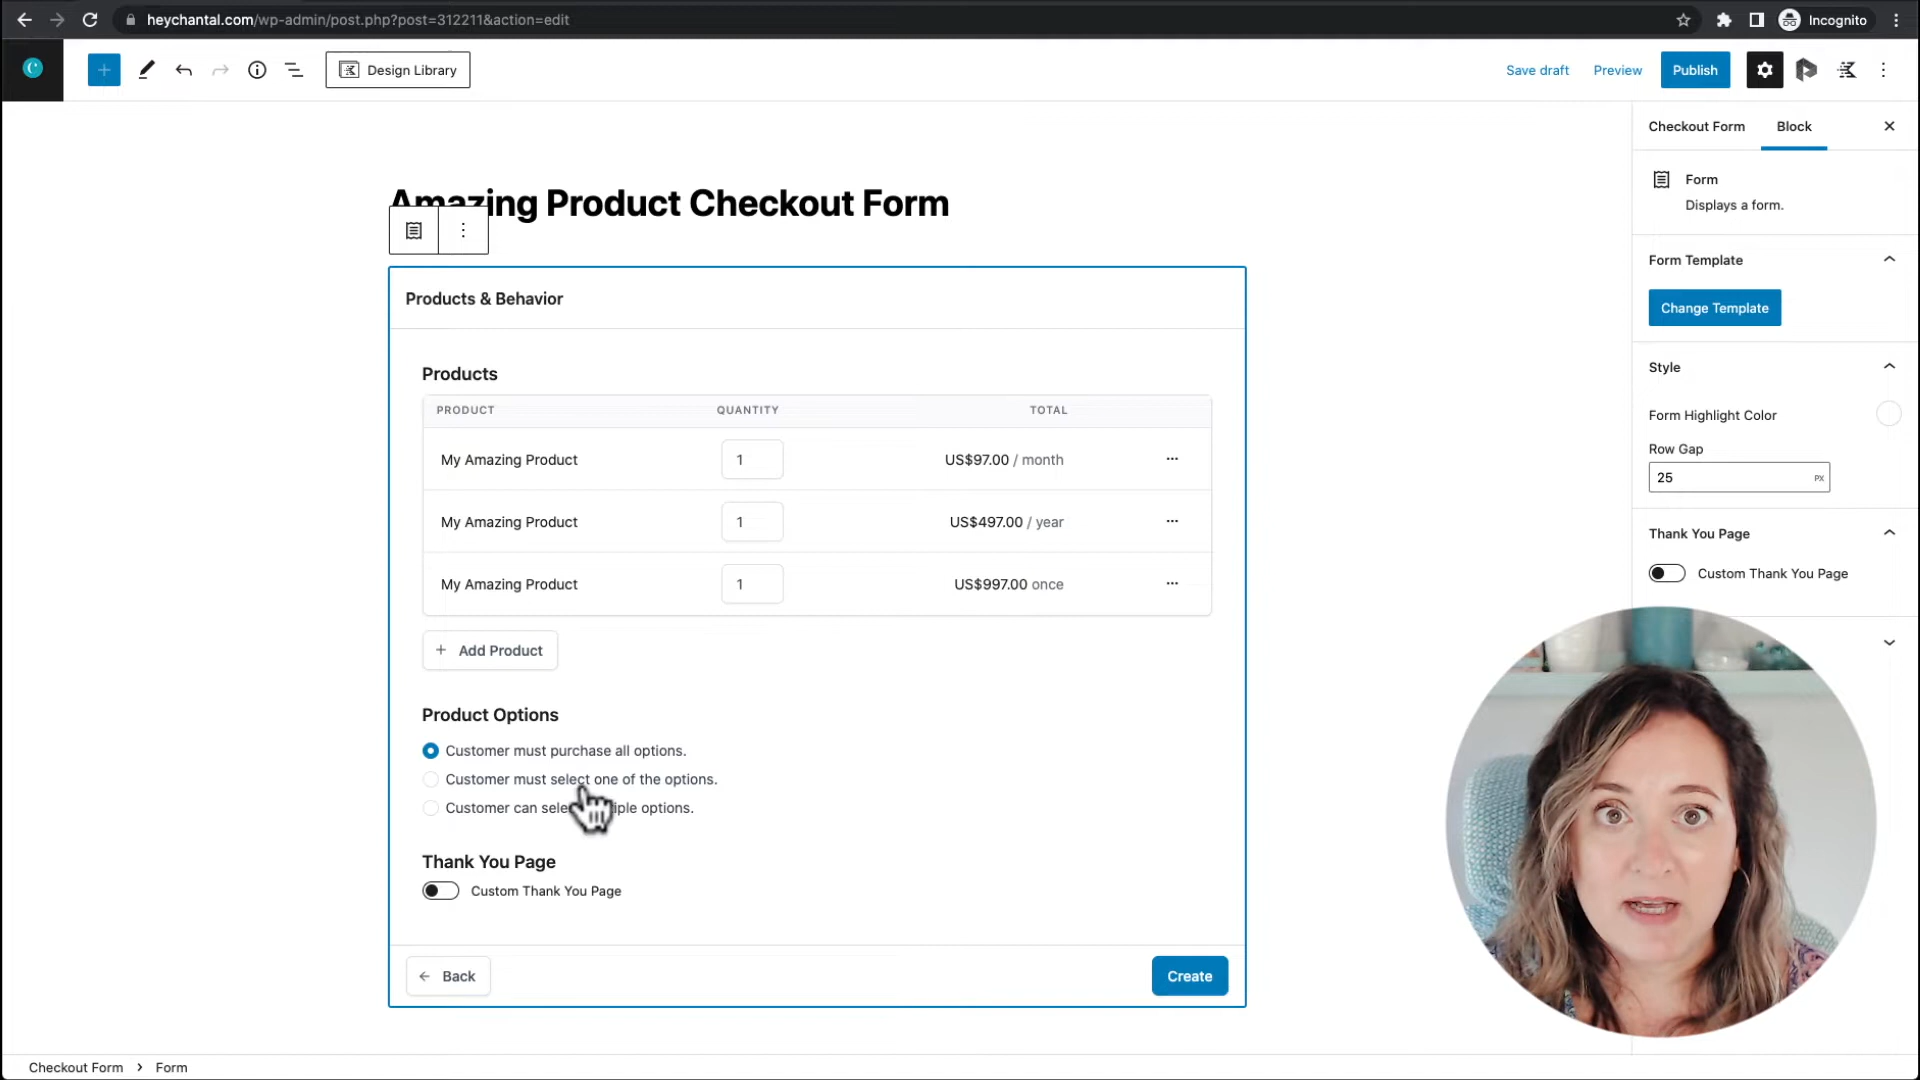 heychantal.com/wp-admin/post.php?post=312211&action=edit
Incognito
Design Library
Save draft
Preview
Publish
Checkout Form
Block
Form
Displays a form.
Form Template
Change Template
Style
Form Highlight Color
Row Gap
25
PX
Thank You Page
Custom Thank You Page
Amazing Product Checkout Form
Products & Behavior
Products
PRODUCT QUANTITY TOTAL
My Amazing Product 1 US$97.00 / month
My Amazing Product 1 US$497.00 / year
My Amazing Product 1 US$997.00 once
+ Add Product
Product Options
Customer must purchase all options.
Customer must select one of the options.
Customer can options.
Thank You Page
Custom Thank You Page
← Back
Create
Checkout Form > Form